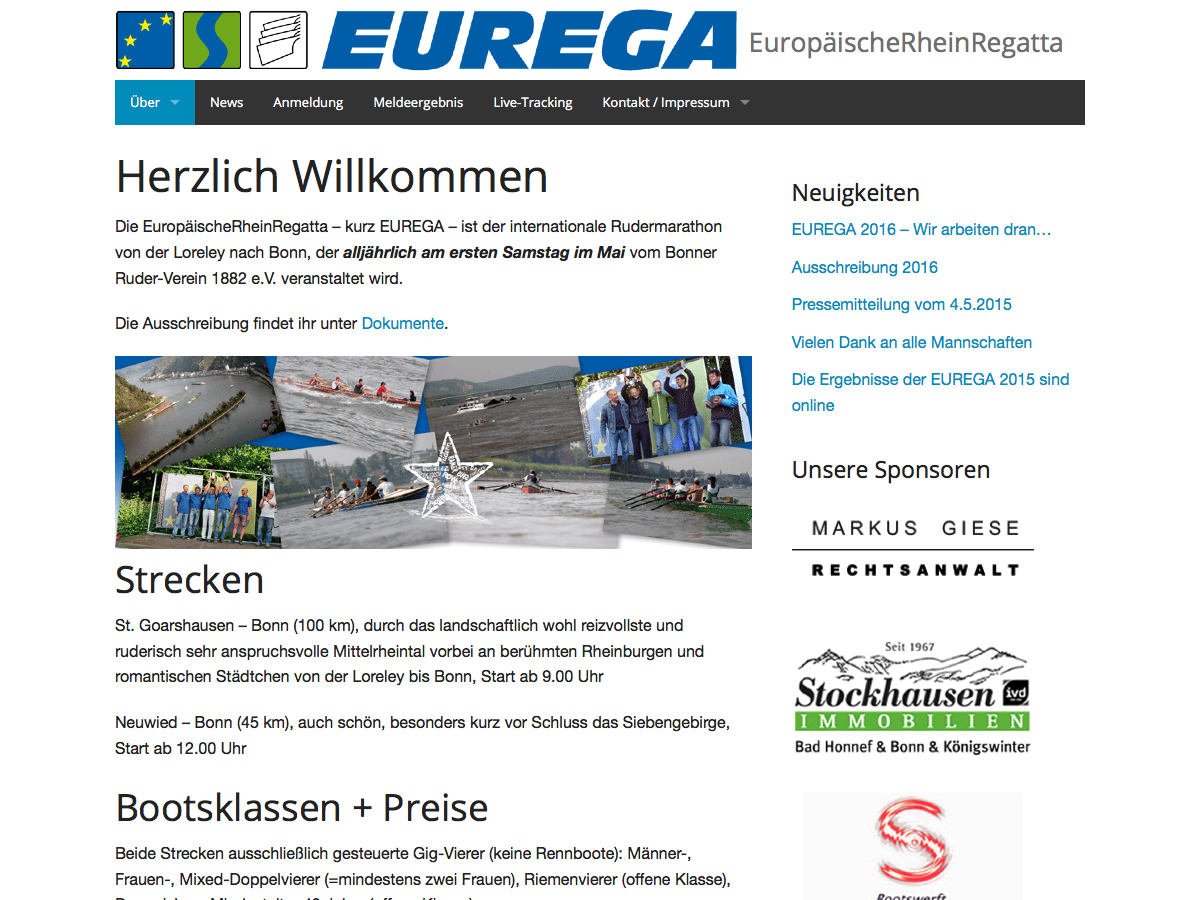 EUREGA EuropäischeRheinRegatta
Über News Anmeldung Meldeergebnis Live-Tracking Kontakt / Impressum
Herzlich Willkommen
Die EuropäischeRheinRegatta – kurz EUREGA – ist der internationale Rudermarathon
von der Loreley nach Bonn, der alljährlich am ersten Samstag im Mai vom Bonner
Ruder-Verein 1882 e.V. veranstaltet wird.
Die Ausschreibung findet ihr unter Dokumente.
Strecken
St. Goarshausen – Bonn (100 km), durch das landschaftlich wohl reizvollste und
ruderisch sehr anspruchsvolle Mittelrheintal vorbei an berühmten Rheinburgen und
romantischen Städtchen von der Loreley bis Bonn, Start ab 9.00 Uhr
Neuwied – Bonn (45 km), auch schön, besonders kurz vor Schluss das Siebengebirge,
Start ab 12.00 Uhr
Bootsklassen + Preise
Beide Strecken ausschließlich gesteuerte Gig-Vierer (keine Rennboote): Männer-,
Frauen-, Mixed-Doppelvierer (=mindestens zwei Frauen), Riemenvierer (offene Klasse),
Neuigkeiten
EUREGA 2016 – Wir arbeiten dran…
Ausschreibung 2016
Pressemitteilung vom 4.5.2015
Vielen Dank an alle Mannschaften
Die Ergebnisse der EUREGA 2015 sind
online
Unsere Sponsoren
MARKUS GIESE
RECHTSANWALT
Seit 1967
Stockhausen ivd
IMMOBILIEN
Bad Honnef & Bonn & Königswinter
S
Bootswerft